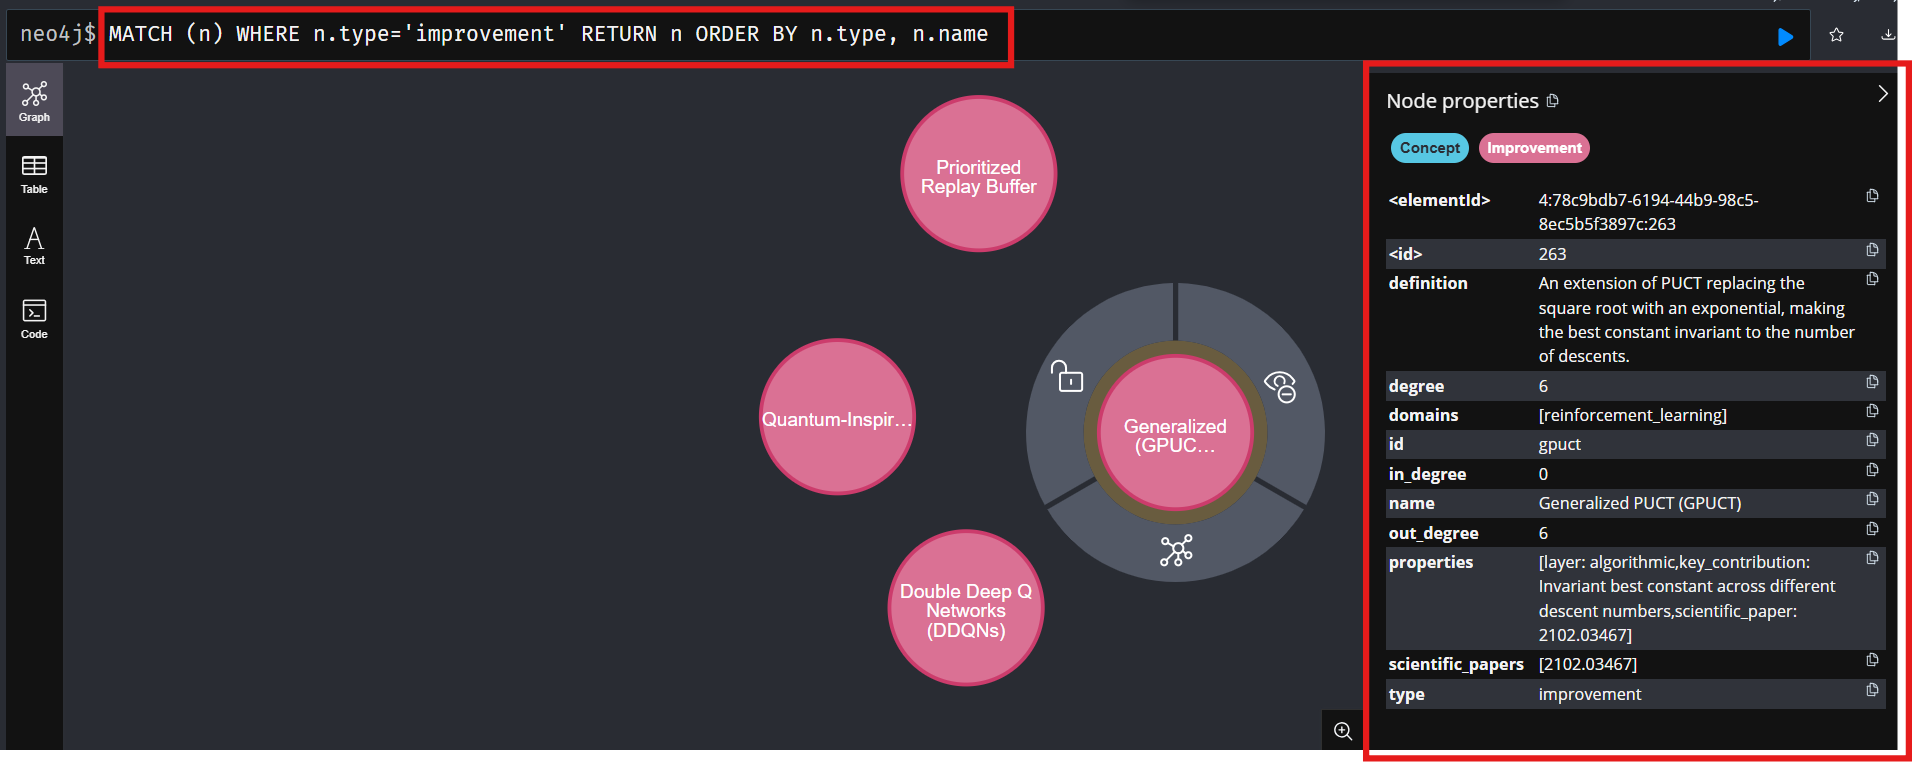 neo4j$ MATCH (n) WHERE n.type='improvement' RETURN n ORDER BY n.type, n.name
Graph
Table
Text
Code
Prioritized
Replay Buffer
Quantum-Inspir...
Generalized
(GPUC...
Double Deep Q
Networks
(DDQNs)
Node properties
Concept Improvement
<elementId> 4:78c9bdb7-6194-44b9-98c5-
8ec5b5f3897c:263
<id> 263
definition An extension of PUCT replacing the
square root with an exponential, making
the best constant invariant to the number
of descents.
degree 6
domains [reinforcement_learning]
id gpuct
in_degree 0
name Generalized PUCT (GPUCT)
out_degree 6
properties [layer: algorithmic,key_contribution:
Invariant best constant across different
descent numbers,scientific_paper:
2102.03467]
scientific_papers [2102.03467]
type improvement